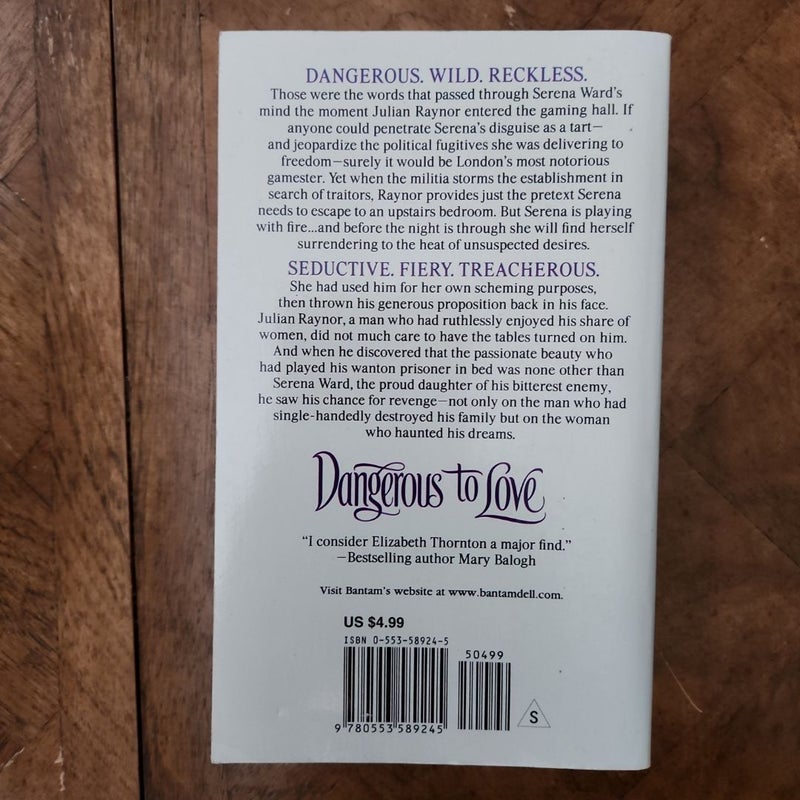 DANGEROUS. WILD. RECKLESS.
Those were the words that passed through Serena Ward's
mind the moment Julian Raynor entered the gaming hall. If
anyone could penetrate Serena's disguise as a tart—
and jeopardize the political fugitives she was delivering to
freedom—surely it would be London's most notorious
gamester. Yet when the militia storms the establishment in
search of traitors, Raynor provides just the pretext Serena
needs to escape to an upstairs bedroom. But Serena is playing
with fire...and before the night is through she will find herself
surrendering to the heat of unsuspected desires.
SEDUCTIVE. FIERY. TREACHEROUS.
She had used him for her own scheming purposes,
then thrown his generous proposition back in his face.
Julian Raynor, a man who had ruthlessly enjoyed his share of
women, did not much care to have the tables turned on him.
And when he discovered that the passionate beauty who
had played his wanton prisoner in bed was none other than
Serena Ward, the proud daughter of his bitterest enemy,
he saw his chance for revenge—not only on the man who had
single-handedly destroyed his family but on the woman
who haunted his dreams.
Dangerous to Love
"I consider Elizabeth Thornton a major find."
—Bestselling author Mary Balogh
Visit Bantam's website at www.bantamdell.com.
US $4.99
ISBN 0-553-58924-5
50499
9 780553 589245
S